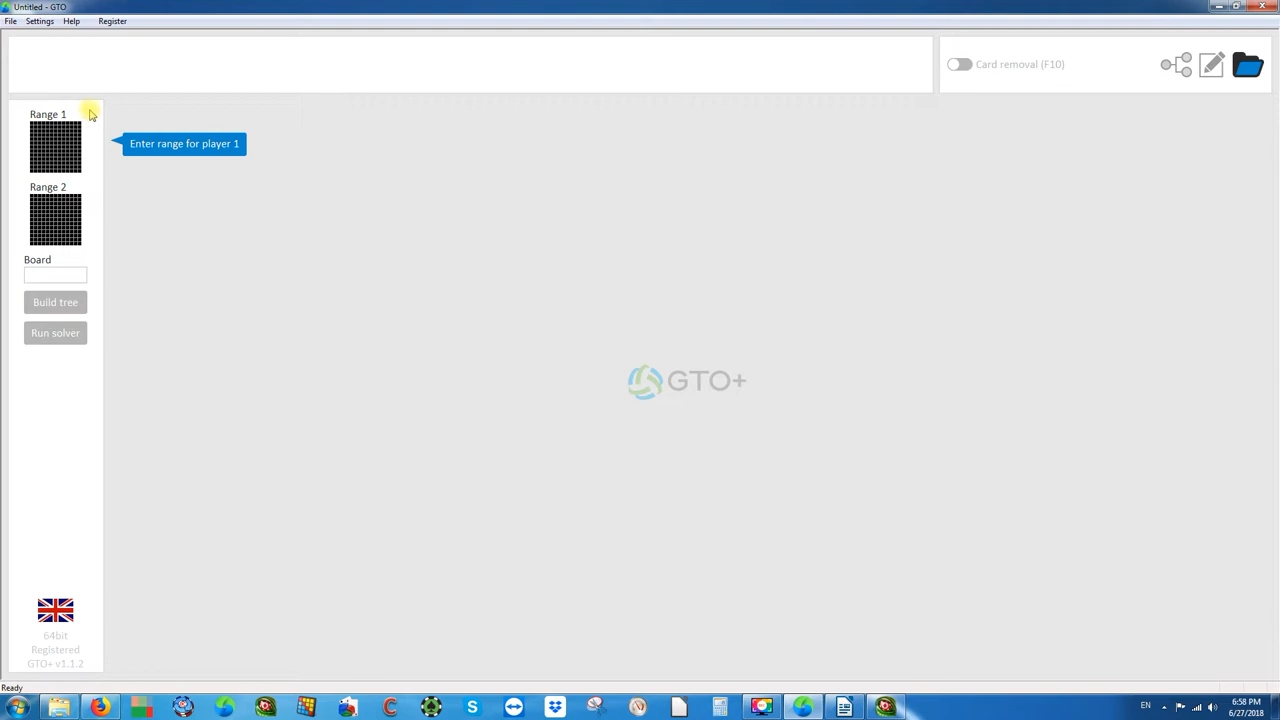 Untitled - GTO
File Settings Help Register
Card removal (F10)
Range 1
Enter range for player 1
Range 2
Board
Build tree
Run solver
GTO+
64bit
Registered
GTO+ v1.1.2
Ready
EN
6:58 PM
6/27/2018